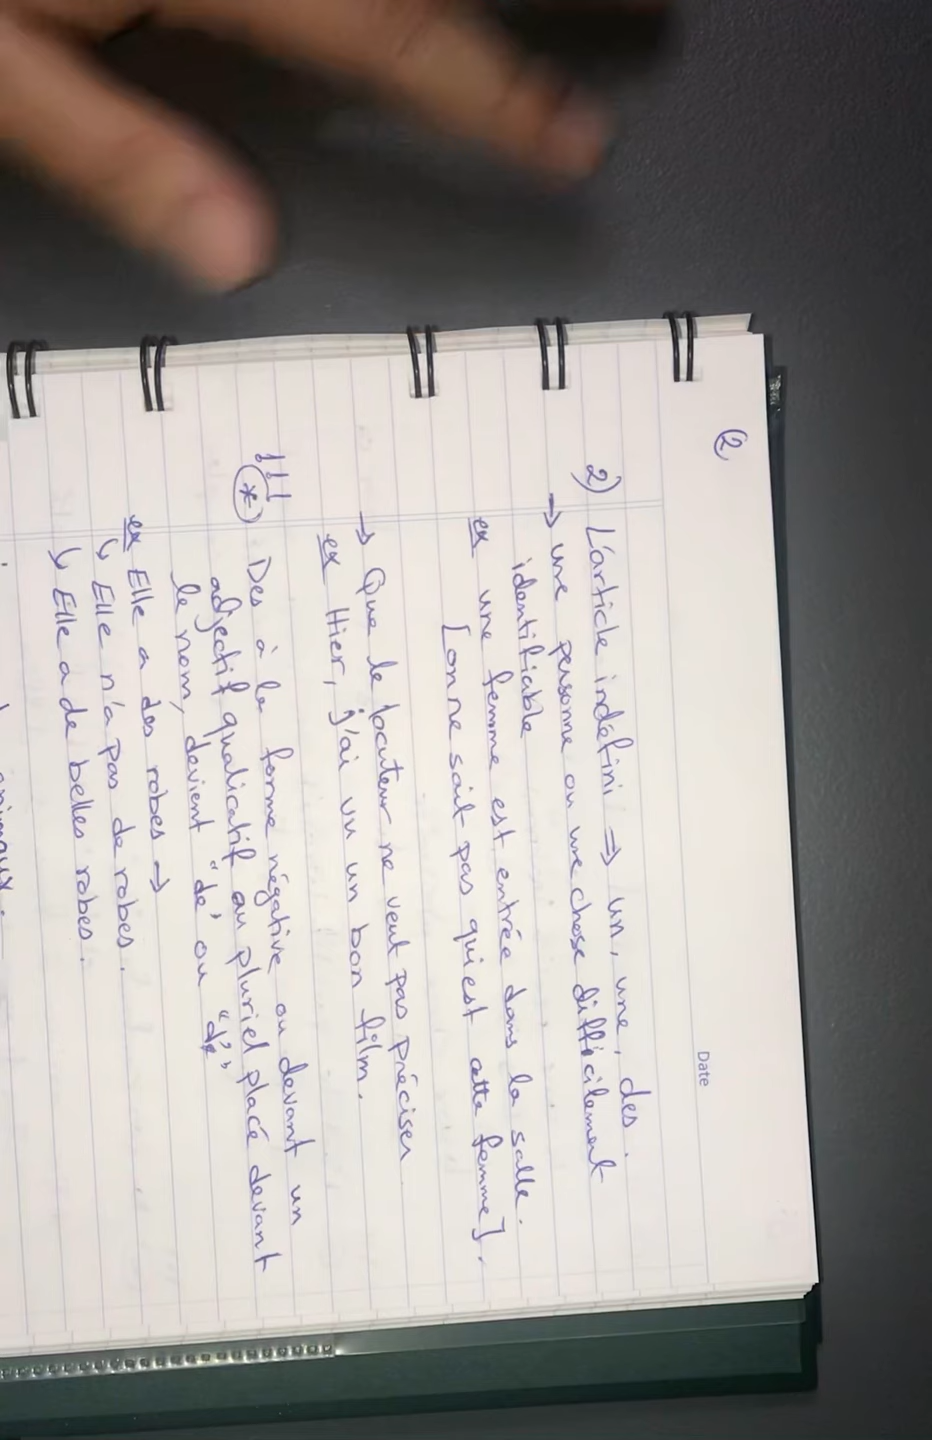 2
Date
2) L'article indéfini ⇒ un, une, des.
→ une personne ou une chose difficilement
identifiable
ex une femme est entrée dans la salle.
[on ne sait pas qui est cette femme].
→ Que le locuteur ne veut pas préciser
ex Hier, j'ai vu un bon film.
!!!
* Des à la forme négative ou devant un
adjectif qualicatif au pluriel placé devant
le nom, devient "de" ou "d'"
ex Elle a des robes →
↳ Elle n'a pas de robes.
↳ Elle a de belles robes.